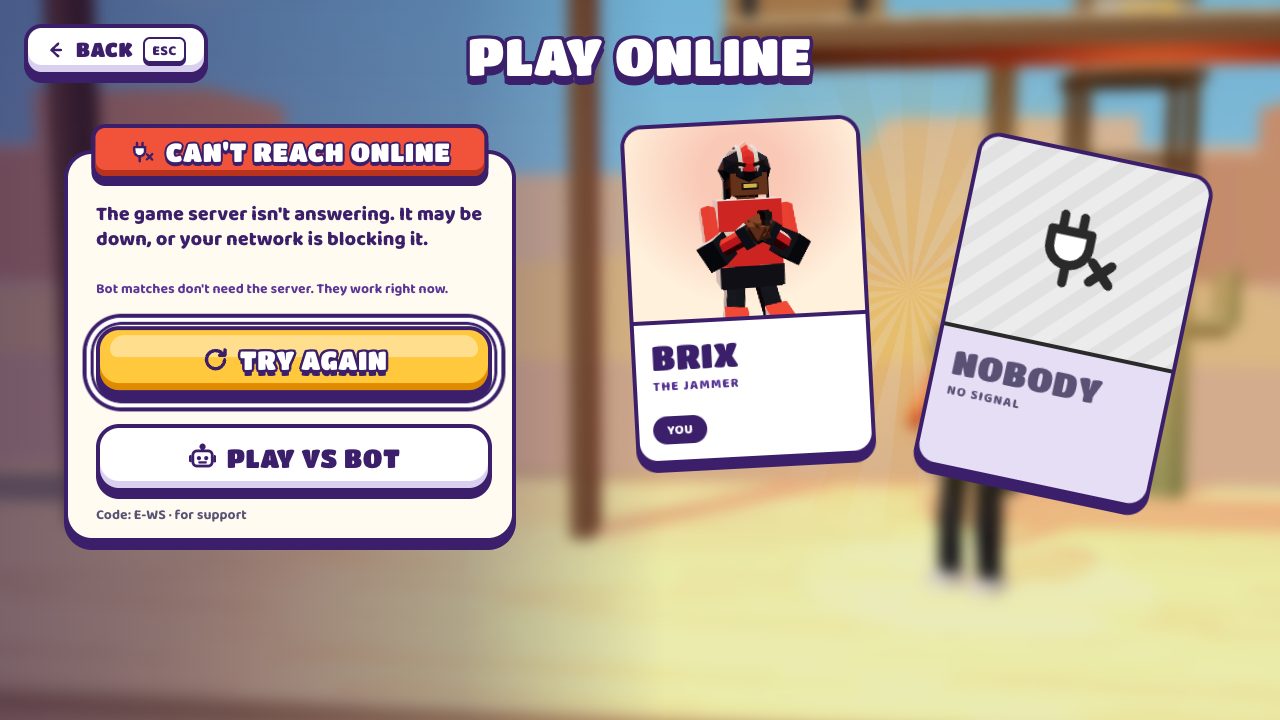 BACK ESC
PLAY ONLINE
CAN'T REACH ONLINE
The game server isn't answering. It may be
down, or your network is blocking it.
Bot matches don't need the server. They work right now.
TRY AGAIN
PLAY VS BOT
Code: E-WS · for support
BRIX
THE JAMMER
YOU
NOBODY
NO SIGNAL